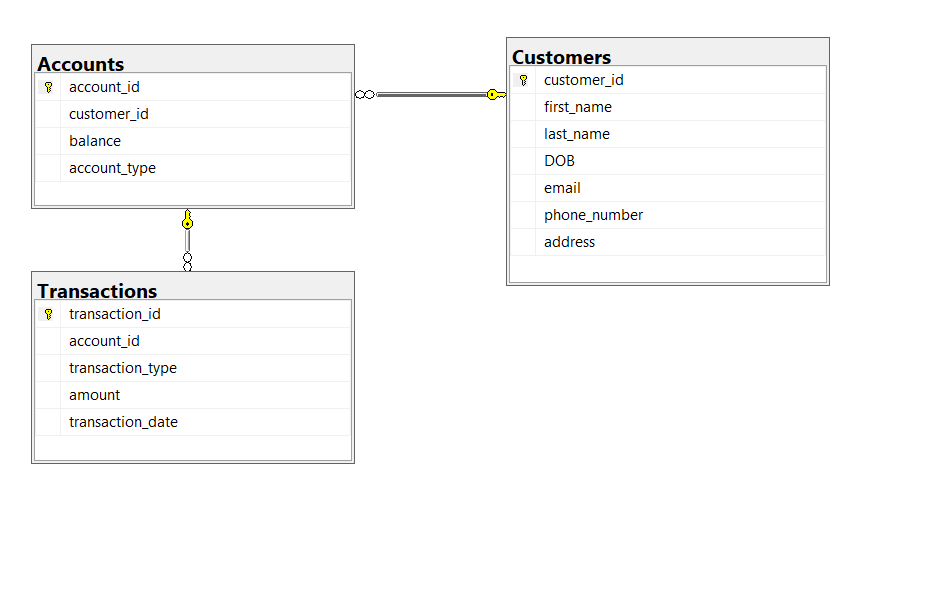 Accounts
account_id
customer_id
balance
account_type
Customers
customer_id
first_name
last_name
DOB
email
phone_number
address
Transactions
transaction_id
account_id
transaction_type
amount
transaction_date